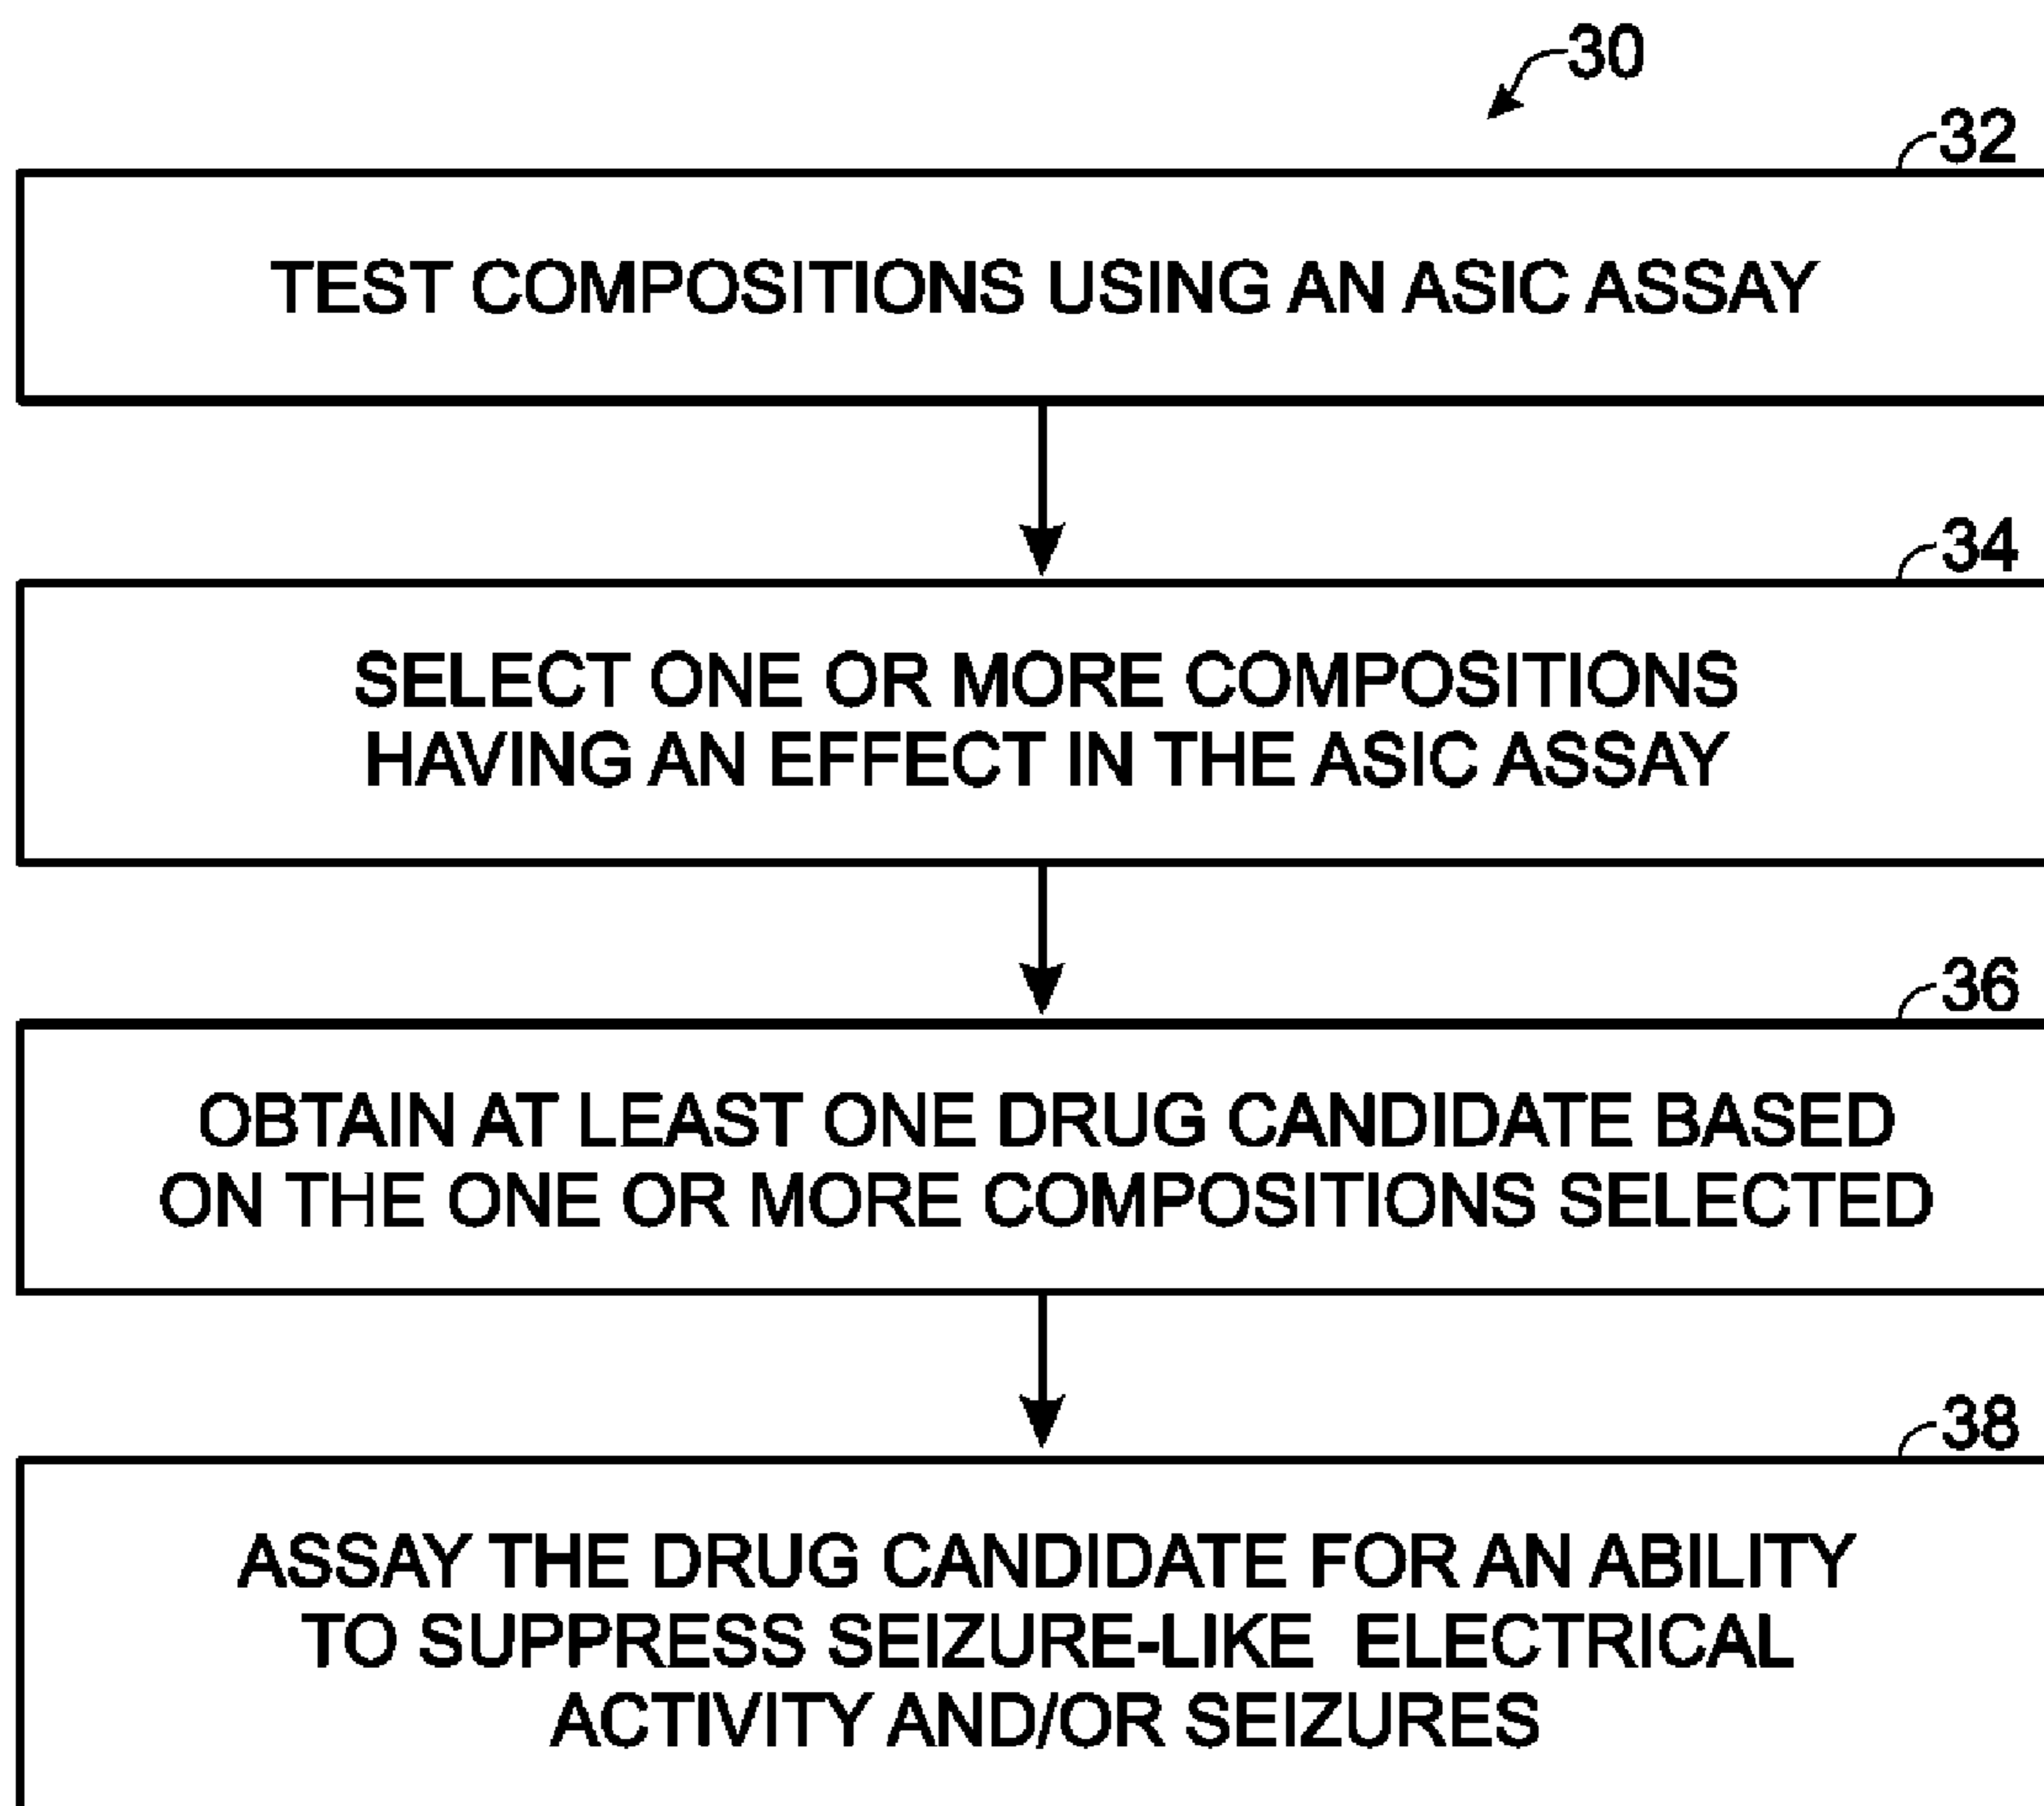 30
32
TEST COMPOSITIONS USING AN ASIC ASSAY
34
SELECT ONE OR MORE COMPOSITIONS
HAVING AN EFFECT IN THE ASIC ASSAY
36
OBTAIN AT LEAST ONE DRUG CANDIDATE BASED
ON THE ONE OR MORE COMPOSITIONS SELECTED
38
ASSAY THE DRUG CANDIDATE FOR AN ABILITY
TO SUPPRESS SEIZURE-LIKE ELECTRICAL
ACTIVITY AND/OR SEIZURES